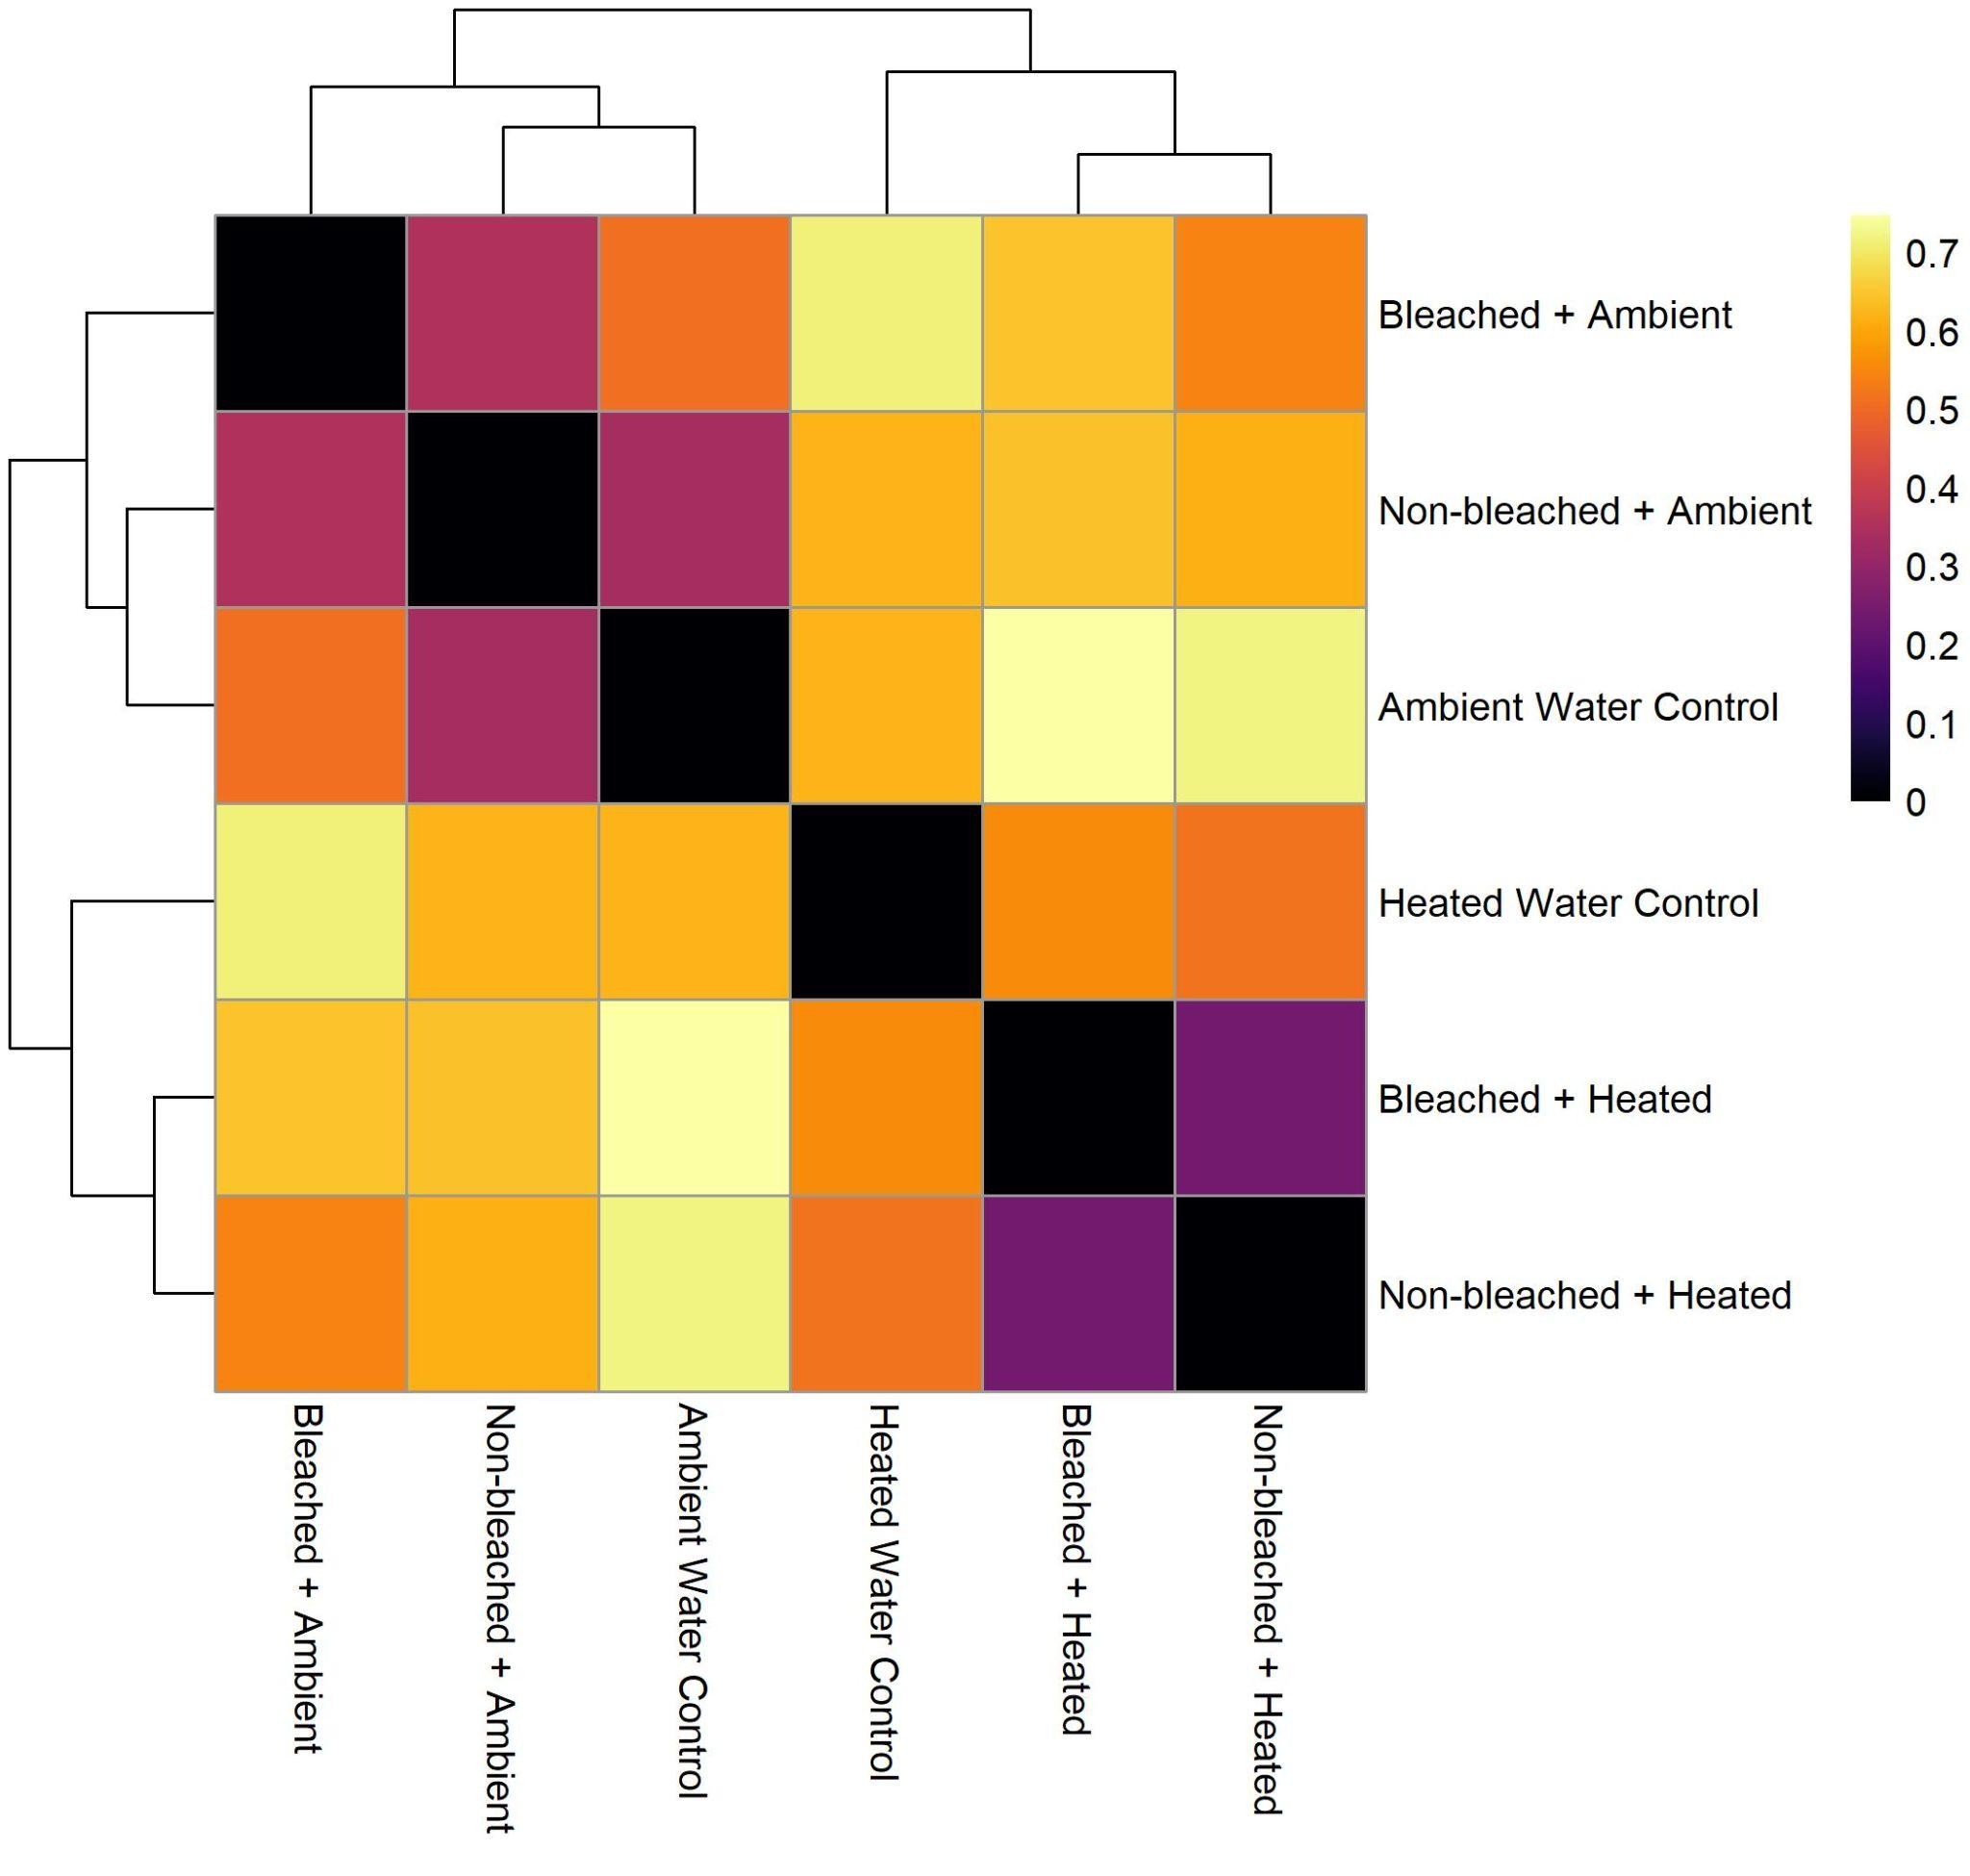 0.7
0.6
0.5
0.4
0.3
0.2
0.1
0
Bleached + Ambient
Non-bleached + Ambient
Ambient Water Control
Heated Water Control
Bleached + Heated
Non-bleached + Heated
Bleached + Ambient
Non-bleached + Ambient
Ambient Water Control
Heated Water Control
Bleached + Heated
Non-bleached + Heated